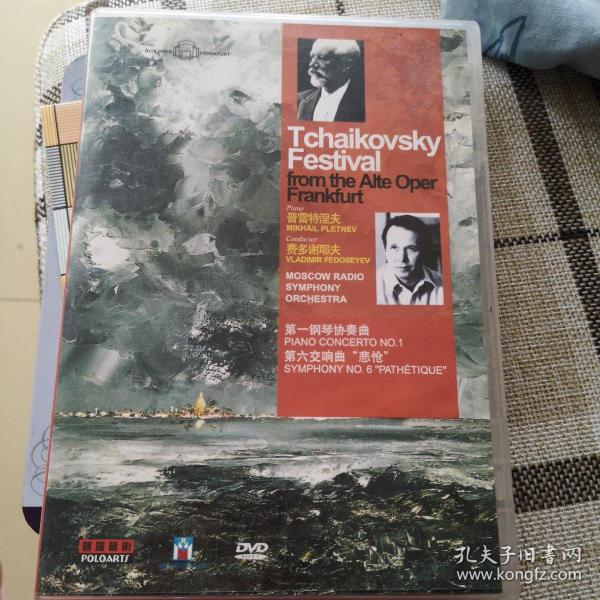 ALTE OPER FRANKFURT
Tchaikovsky
Festival
from the Alte Oper
Frankfurt
Piano
普雷特涅夫
MIKHAIL PLETNEV
Conductor
费多谢耶夫
VLADIMIR FEDOSEYEV
MOSCOW RADIO
SYMPHONY
ORCHESTRA
第一钢琴协奏曲
PIANO CONCERTO NO.1
第六交响曲“悲怆”
SYMPHONY NO. 6 "PATHÉTIQUE"
POLOARTS
DVD
VIDEO
孔夫子旧书网
www.kongfz.com